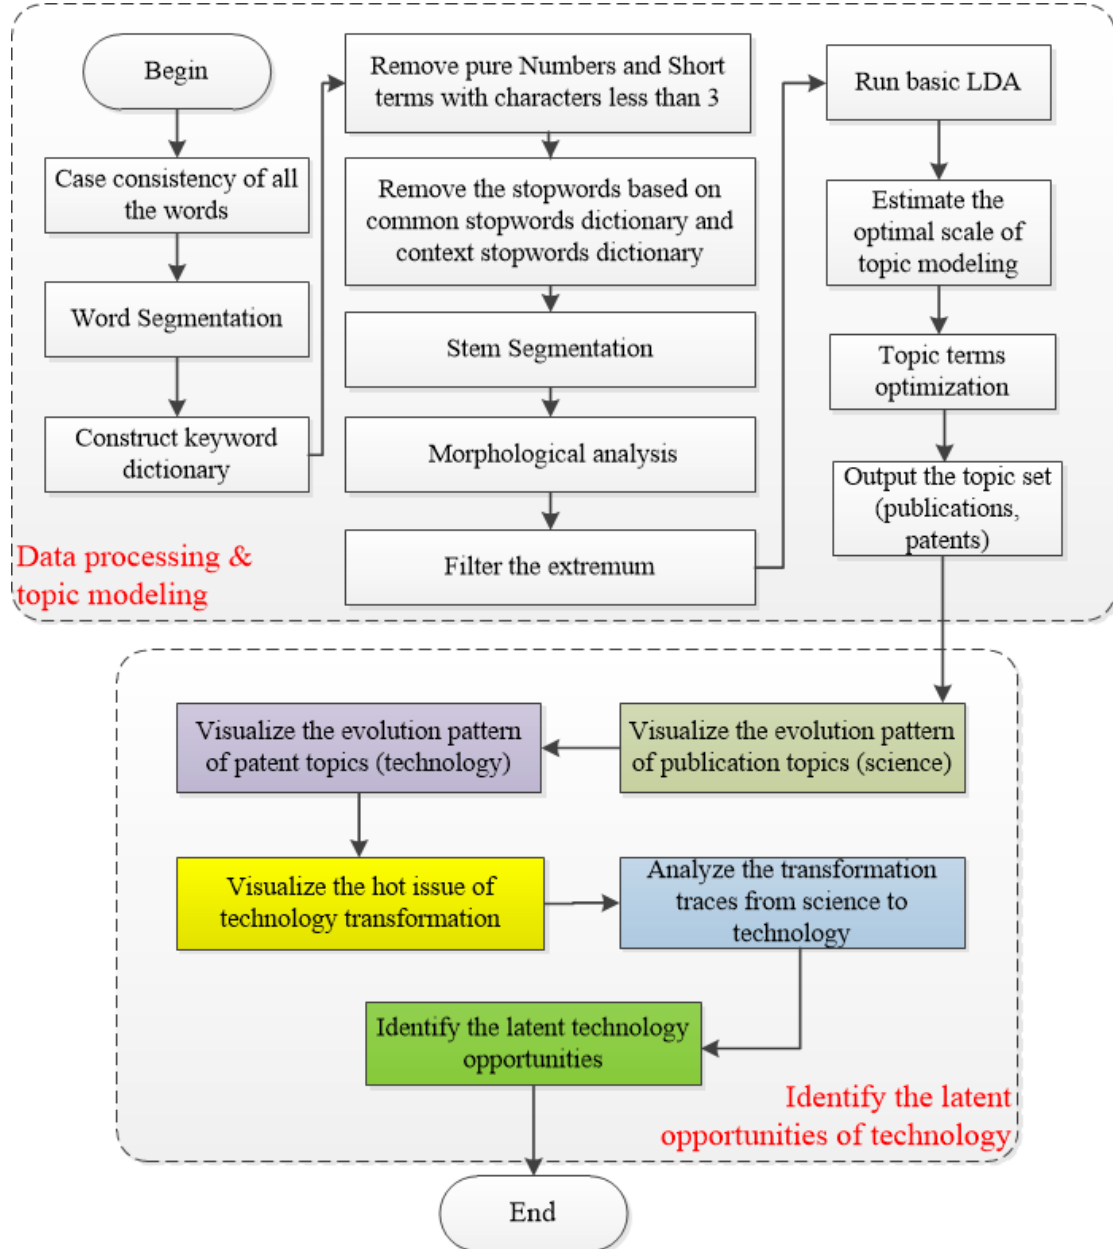 Begin
Case consistency of all
the words
Word Segmentation
Construct keyword
dictionary
Remove pure Numbers and Short
terms with characters less than 3
Remove the stopwords based on
common stopwords dictionary and
context stopwords dictionary
Stem Segmentation
Morphological analysis
Filter the extremum
Run basic LDA
Estimate the
optimal scale of
topic modeling
Topic terms
optimization
Output the topic set
(publications,
patents)
Data processing &
topic modeling
Visualize the evolution pattern
of publication topics (science)
Visualize the evolution pattern
of patent topics (technology)
Visualize the hot issue of
technology transformation
Analyze the transformation
traces from science to
technology
Identify the latent technology
opportunities
Identify the latent
opportunities of technology
End